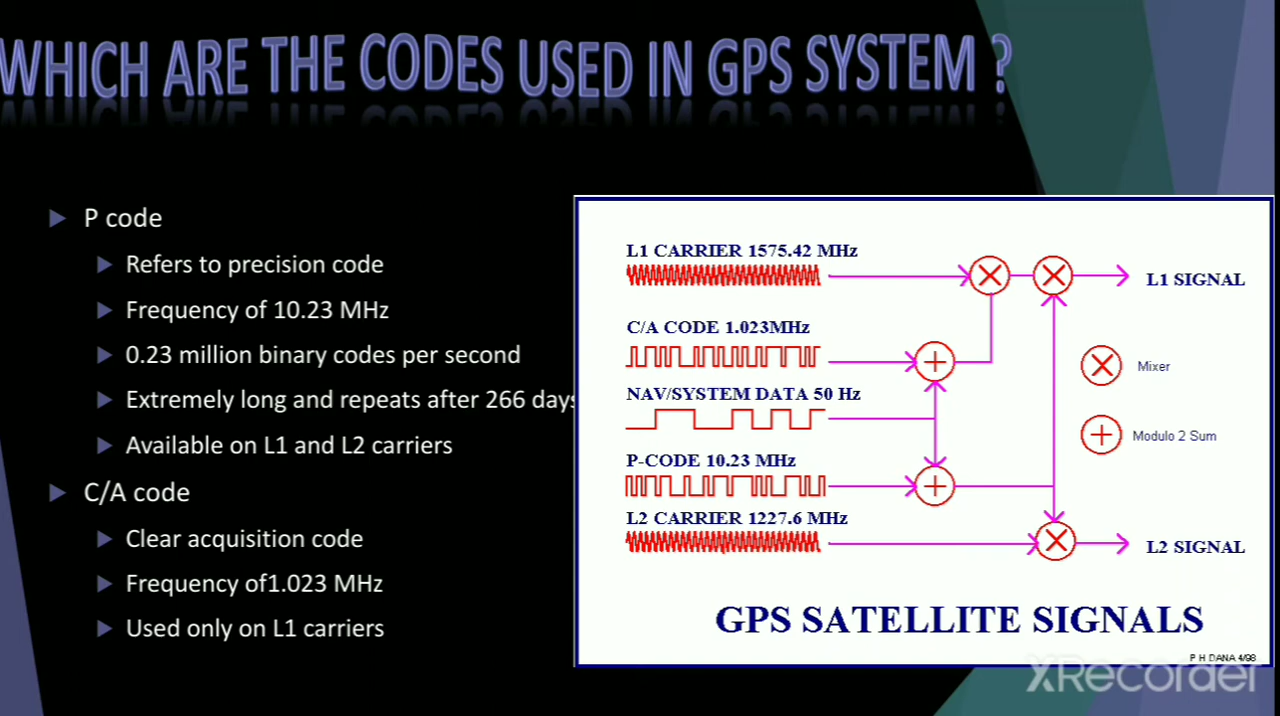 WHICH ARE THE CODES USED IN GPS SYSTEM ?
P code
Refers to precision code
Frequency of 10.23 MHz
0.23 million binary codes per second
Extremely long and repeats after 266 days
Available on L1 and L2 carriers
C/A code
Clear acquisition code
Frequency of1.023 MHz
Used only on L1 carriers
L1 CARRIER 1575.42 MHz
L1 SIGNAL
C/A CODE 1.023MHz
Mixer
NAV/SYSTEM DATA 50 Hz
Modulo 2 Sum
P-CODE 10.23 MHz
L2 CARRIER 1227.6 MHz
L2 SIGNAL
GPS SATELLITE SIGNALS
P H DANA 4/98
XRecorder